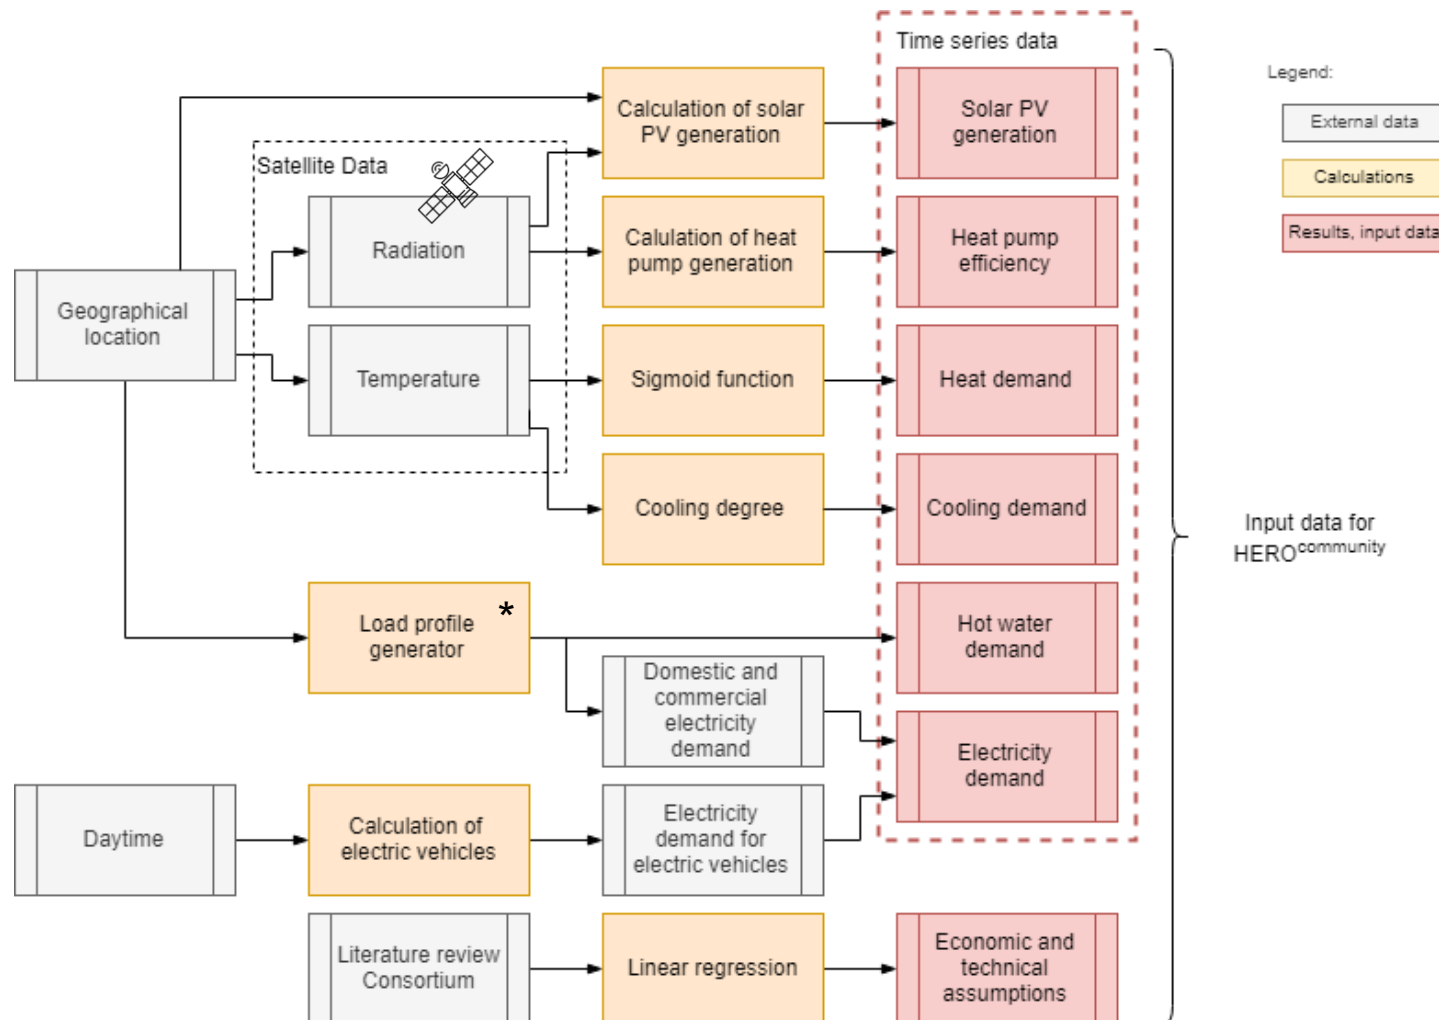 Time series data
Legend:
Calculation of solar
PV generation
Solar PV
generation
External data
Satellite Data
Calculations
Radiation
Calulation of heat
pump generation
Heat pump
efficiency
Results, input data
Geographical
location
Temperature
Sigmoid function
Heat demand
Cooling degree
Cooling demand
Input data for
HEROcommunity
Load profile
generator
*
Hot water
demand
Domestic and
commercial
electricity
demand
Electricity
demand
Daytime
Calculation of
electric vehicles
Electricity
demand for
electric vehicles
Literature review
Consortium
Linear regression
Economic and
technical
assumptions